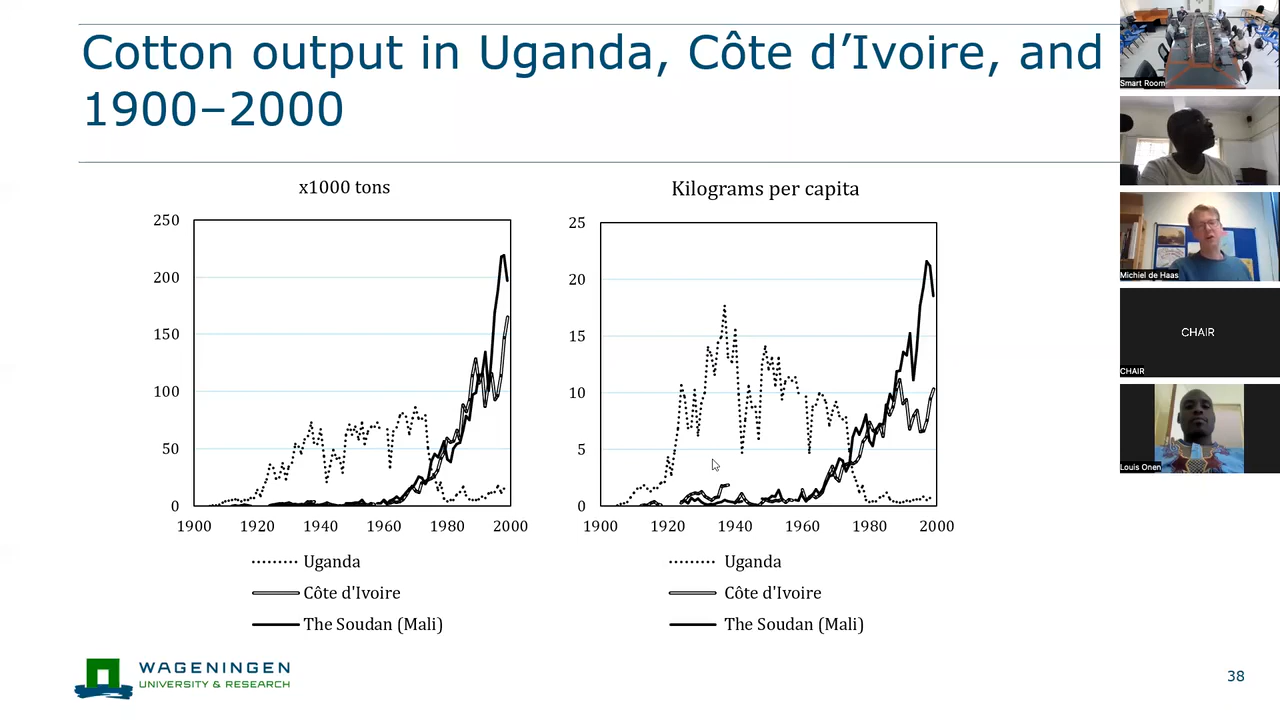 Cotton output in Uganda, Côte d’Ivoire, and
1900–2000
x1000 tons
250
200
150
100
50
0
1900 1920 1940 1960 1980 2000
Uganda
Côte d'Ivoire
The Soudan (Mali)
Kilograms per capita
25
20
15
10
5
0
1900 1920 1940 1960 1980 2000
Uganda
Côte d'Ivoire
The Soudan (Mali)
WAGENINGEN
UNIVERSITY & RESEARCH
38
Smart Room
Michiel de Haas
CHAIR
CHAIR
Louis Onen